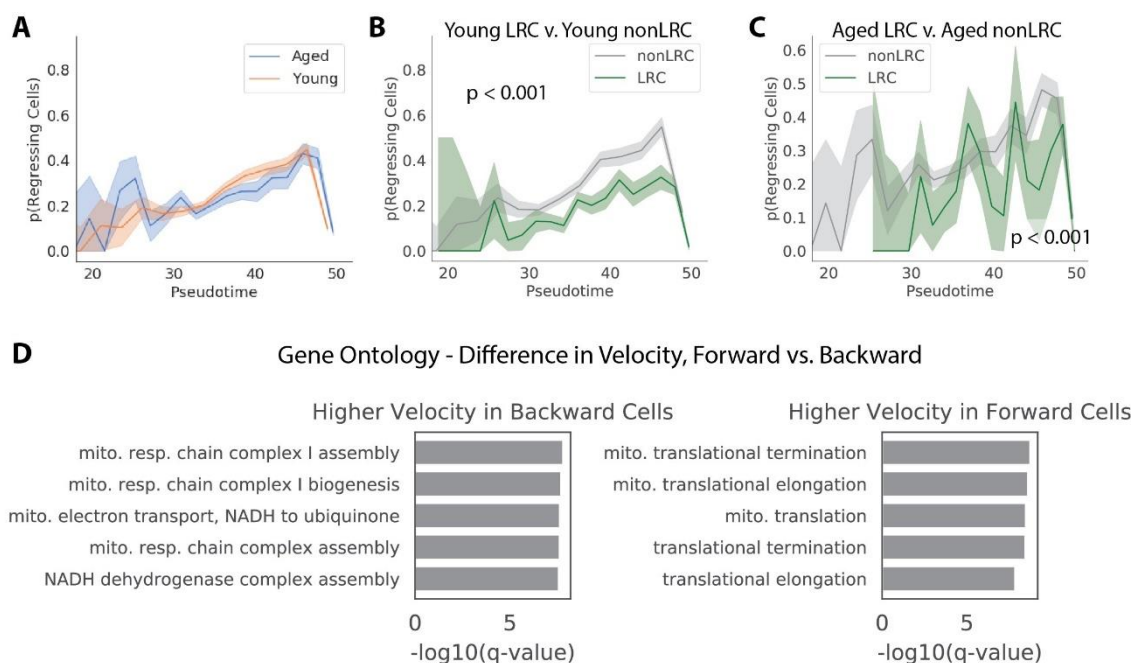 A
Aged
Young
p(Regressing Cells)
0.8
0.6
0.4
0.2
0.0
20 30 40 50
Pseudotime
B
Young LRC v. Young nonLRC
nonLRC
LRC
p < 0.001
p(Regressing Cells)
0.8
0.6
0.4
0.2
0.0
20 30 40 50
Pseudotime
C
Aged LRC v. Aged nonLRC
nonLRC
LRC
p(Regressing Cells)
0.6
0.5
0.4
0.3
0.2
0.1
0.0
p < 0.001
20 30 40 50
Pseudotime
D
Gene Ontology - Difference in Velocity, Forward vs. Backward
Higher Velocity in Backward Cells
mito. resp. chain complex I assembly
mito. resp. chain complex I biogenesis
mito. electron transport, NADH to ubiquinone
mito. resp. chain complex assembly
NADH dehydrogenase complex assembly
0 5
-log10(q-value)
Higher Velocity in Forward Cells
mito. translational termination
mito. translational elongation
mito. translation
translational termination
translational elongation
0 5
-log10(q-value)